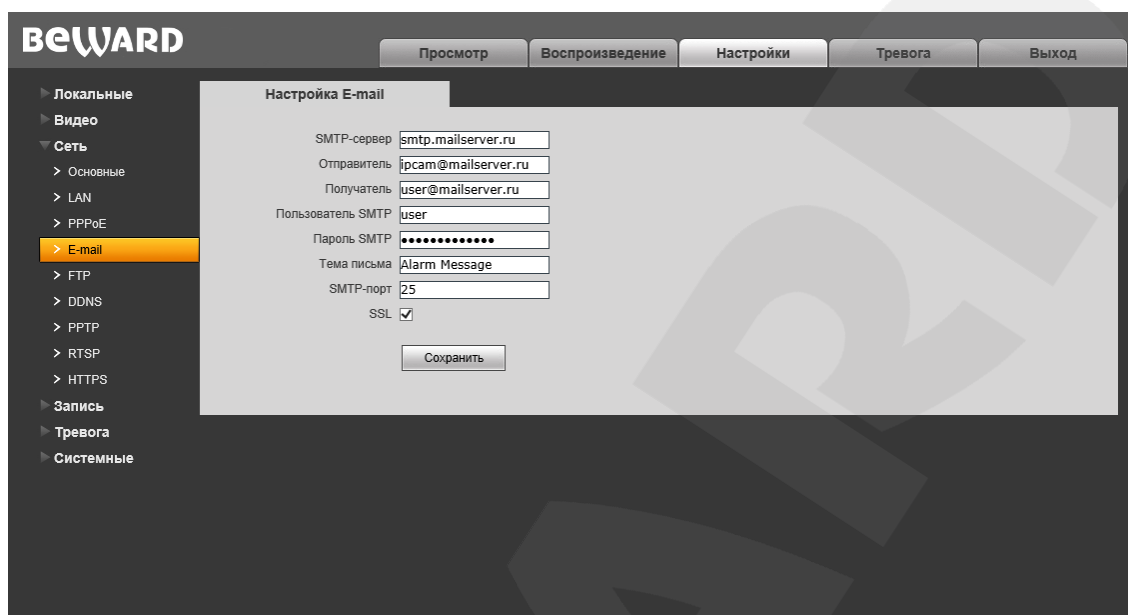 BEWARD
Просмотр
Воспроизведение
Настройки
Тревога
Выход
Локальные
Видео
Сеть
Основные
LAN
PPPoE
E-mail
FTP
DDNS
PPTP
RTSP
HTTPS
Запись
Тревога
Системные
Настройка E-mail
SMTP-сервер smtp.mailserver.ru
Отправитель ipcam@mailserver.ru
Получатель user@mailserver.ru
Пользователь SMTP user
Пароль SMTP •••••••••••••
Тема письма Alarm Message
SMTP-порт 25
SSL
Сохранить